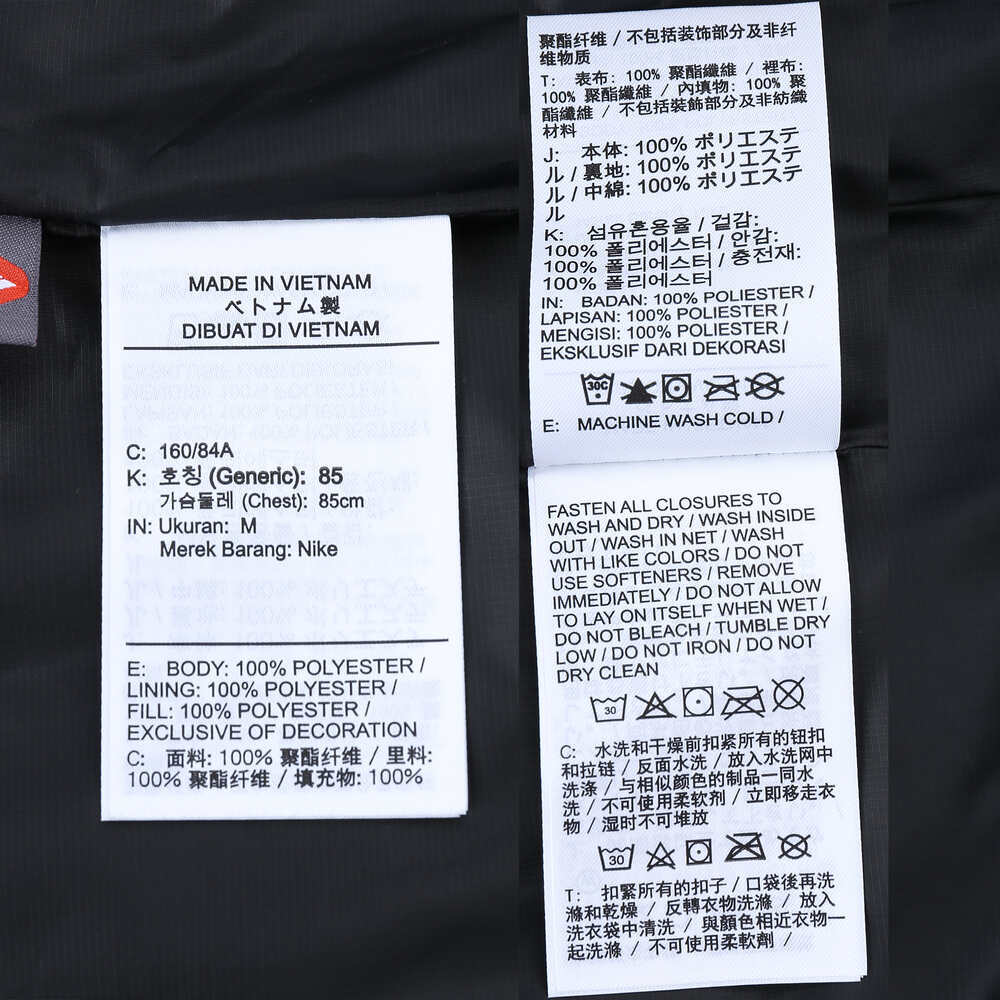 MADE IN VIETNAM
ベトナム製
DIBUAT DI VIETNAM
C: 160/84A
K: 호칭 (Generic): 85
가슴둘레 (Chest): 85cm
IN: Ukuran: M
Merek Barang: Nike
E: BODY: 100% POLYESTER /
LINING: 100% POLYESTER /
FILL: 100% POLYESTER /
EXCLUSIVE OF DECORATION
C: 面料: 100% 聚酯纤维 / 里料:
100% 聚酯纤维 / 填充物: 100%
聚酯纤维 / 不包括装饰部分及非纤
维物质
T: 表布: 100% 聚酯纖維 / 裡布:
100% 聚酯纖維 / 內填物: 100% 聚
酯纖維 / 不包括裝飾部分及非紡織
材料
J: 本体: 100% ポリエステ
ル / 裏地: 100% ポリエステ
ル / 中綿: 100% ポリエステ
ル
K: 섬유혼용율 / 겉감:
100% 폴리에스터 / 안감:
100% 폴리에스터 / 충전재:
100% 폴리에스터
IN: BADAN: 100% POLIESTER /
LAPISAN: 100% POLIESTER /
MENGISI: 100% POLIESTER /
EKSKLUSIF DARI DEKORASI
30C
E: MACHINE WASH COLD /
FASTEN ALL CLOSURES TO
WASH AND DRY / WASH INSIDE
OUT / WASH IN NET / WASH
WITH LIKE COLORS / DO NOT
USE SOFTENERS / REMOVE
IMMEDIATELY / DO NOT ALLOW
TO LAY ON ITSELF WHEN WET /
DO NOT BLEACH / TUMBLE DRY
LOW / DO NOT IRON / DO NOT
DRY CLEAN
30
C: 水洗和干燥前扣紧所有的钮扣
和拉链 / 反面水洗 / 放入水洗网中
洗涤 / 与相似颜色的制品一同水
洗 / 不可使用柔软剂 / 立即移走衣
物 / 湿时不可堆放
30
T: 扣緊所有的扣子 / 口袋後再洗
滌和乾燥 / 反轉衣物洗滌 / 放入
洗衣袋中清洗 / 與顏色相近衣物一
起洗滌 / 不可使用柔軟劑 /